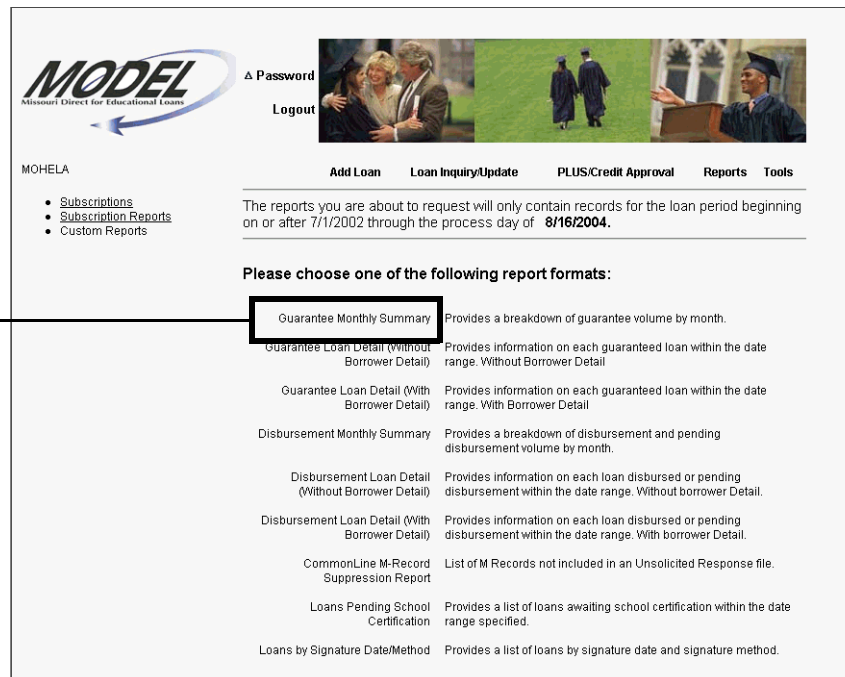 MODEL
Missouri Direct for Educational Loans
Δ Password
Logout
MOHELA
Add Loan Loan Inquiry/Update PLUS/Credit Approval Reports Tools
• Subscriptions
• Subscription Reports
• Custom Reports
The reports you are about to request will only contain records for the loan period beginning
on or after 7/1/2002 through the process day of 8/16/2004.
Please choose one of the following report formats:
Guarantee Monthly Summary Provides a breakdown of guarantee volume by month.
Guarantee Loan Detail (Without Provides information on each guaranteed loan within the date
Borrower Detail) range. Without Borrower Detail
Guarantee Loan Detail (With Provides information on each guaranteed loan within the date
Borrower Detail) range. With Borrower Detail
Disbursement Monthly Summary Provides a breakdown of disbursement and pending
disbursement volume by month.
Disbursement Loan Detail Provides information on each loan disbursed or pending
(Without Borrower Detail) disbursement within the date range. Without borrower Detail.
Disbursement Loan Detail (With Provides information on each loan disbursed or pending
Borrower Detail) disbursement within the date range. With borrower Detail.
CommonLine M-Record List of M Records not included in an Unsolicited Response file.
Suppression Report
Loans Pending School Provides a list of loans awaiting school certification within the date
Certification range specified.
Loans by Signature Date/Method Provides a list of loans by signature date and signature method.